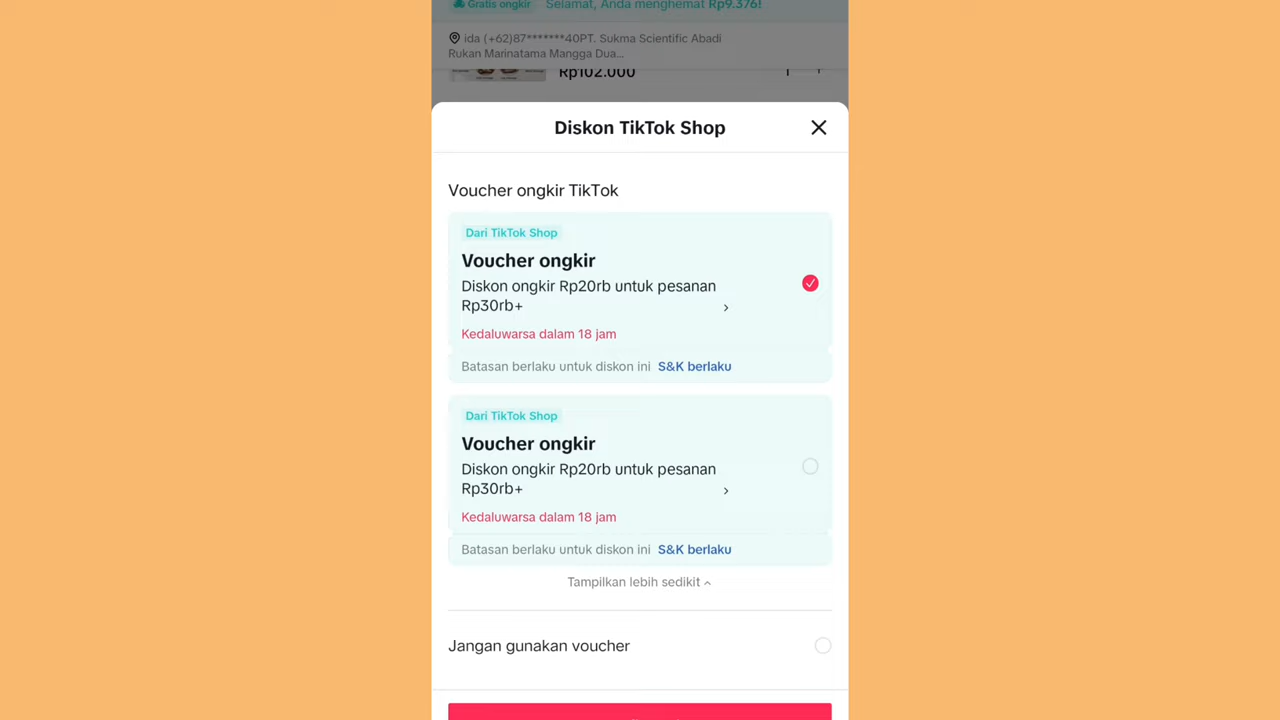 Gratis ongkir Selamat, Anda menghemat Rp9.376!
ida (+62)87*******40PT. Sukma Scientific Abadi
Rukan Marinatama Mangga Dua...
Rp102.000
1
Diskon TikTok Shop
Voucher ongkir TikTok
Dari TikTok Shop
Voucher ongkir
Diskon ongkir Rp20rb untuk pesanan
Rp30rb+
Kedaluwarsa dalam 18 jam
Batasan berlaku untuk diskon ini S&K berlaku
Dari TikTok Shop
Voucher ongkir
Diskon ongkir Rp20rb untuk pesanan
Rp30rb+
Kedaluwarsa dalam 18 jam
Batasan berlaku untuk diskon ini S&K berlaku
Tampilkan lebih sedikit
Jangan gunakan voucher